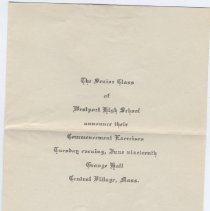 The Senior Class
of
Westport High School
announce their
Commencement Exercises
Tuesday evening, June nineteenth
Grange Hall
Central Village, Mass.